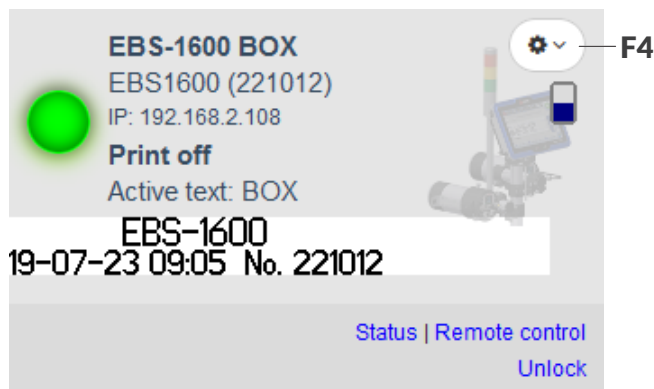 EBS-1600 BOX
F4
EBS1600 (221012)
IP: 192.168.2.108
Print off
Active text: BOX
EBS-1600
19-07-23 09:05 No. 221012
Status | Remote control
Unlock